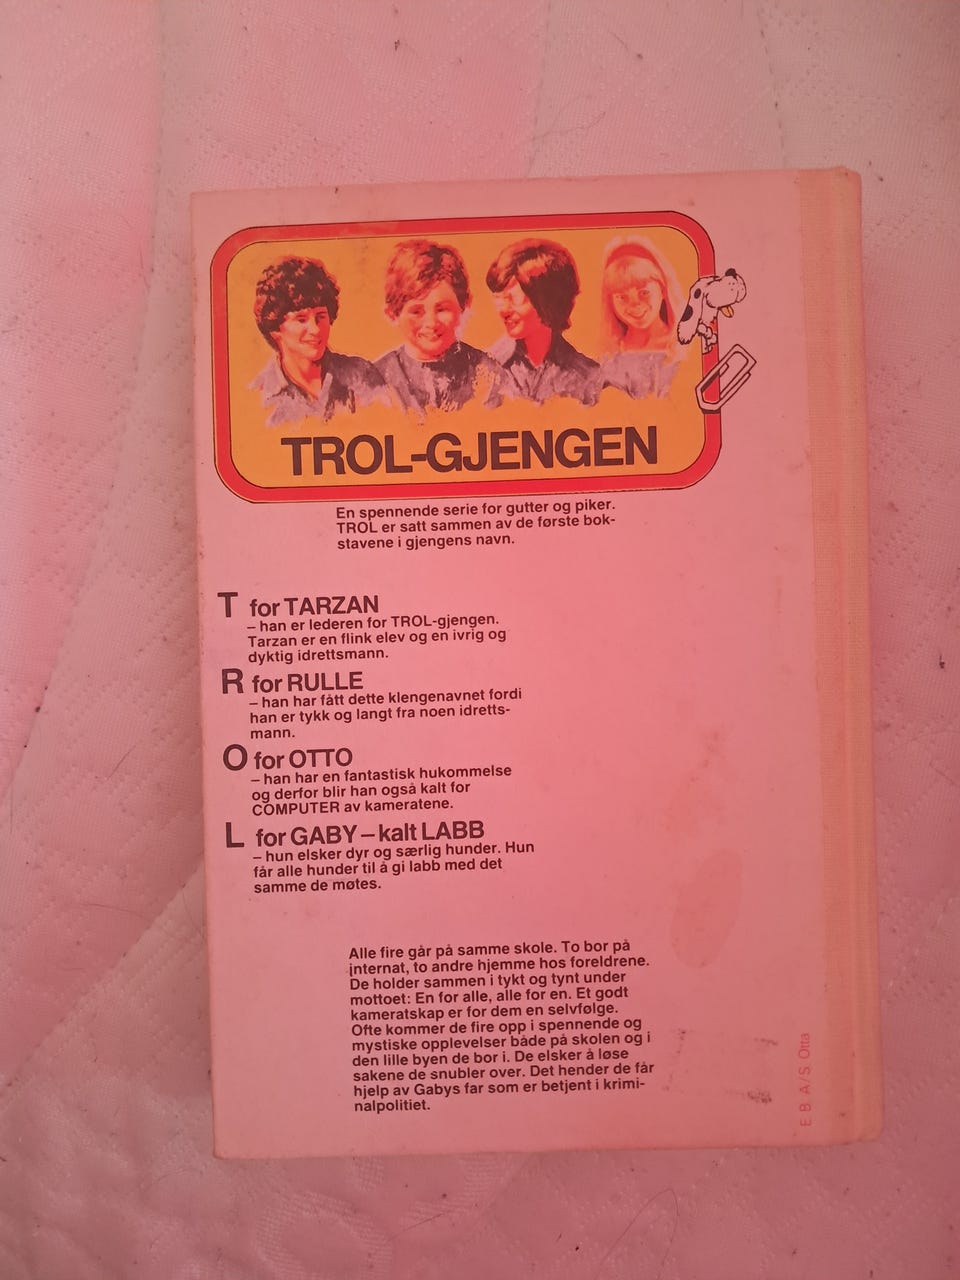 TROL-GJENGEN
En spennende serie for gutter og piker.
TROL er satt sammen av de første bok-
stavene i gjengens navn.
T for TARZAN
– han er lederen for TROL-gjengen.
Tarzan er en flink elev og en ivrig og
dyktig idrettsmann.
R for RULLE
– han har fått dette klengenavnet fordi
han er tykk og langt fra noen idretts-
mann.
O for OTTO
– han har en fantastisk hukommelse
og derfor blir han også kalt for
COMPUTER av kameratene.
L for GABY – kalt LABB
– hun elsker dyr og særlig hunder. Hun
får alle hunder til å gi labb med det
samme de møtes.
Alle fire går på samme skole. To bor på
internat, to andre hjemme hos foreldrene.
De holder sammen i tykt og tynt under
mottoet: En for alle, alle for en. Et godt
kameratskap er for dem en selvfølge.
Ofte kommer de fire opp i spennende og
mystiske opplevelser både på skolen og i
den lille byen de bor i. De elsker å løse
sakene de snubler over. Det hender de får
hjelp av Gabys far som er betjent i krimi-
nalpolitiet.
E. B. A/S. Otta